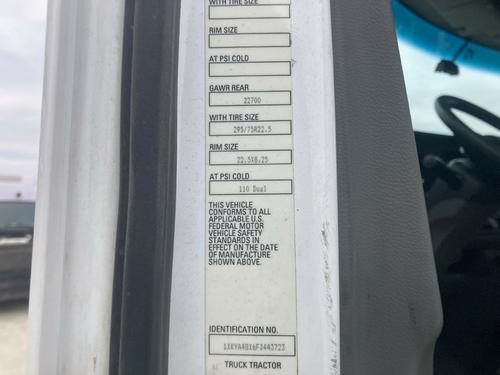 WITH TIRE SIZE
RIM SIZE
AT PSI COLD
GAWR REAR
22700
WITH TIRE SIZE
295/75R22.5
RIM SIZE
22.5X8.25
AT PSI COLD
110 Dual
THIS VEHICLE
CONFORMS TO ALL
APPLICABLE U.S.
FEDERAL MOTOR
VEHICLE SAFETY
STANDARDS IN
EFFECT ON THE DATE
OF MANUFACTURE
SHOWN ABOVE.
IDENTIFICATION NO.
1XKYA48X6FJ443723
TRUCK TRACTOR